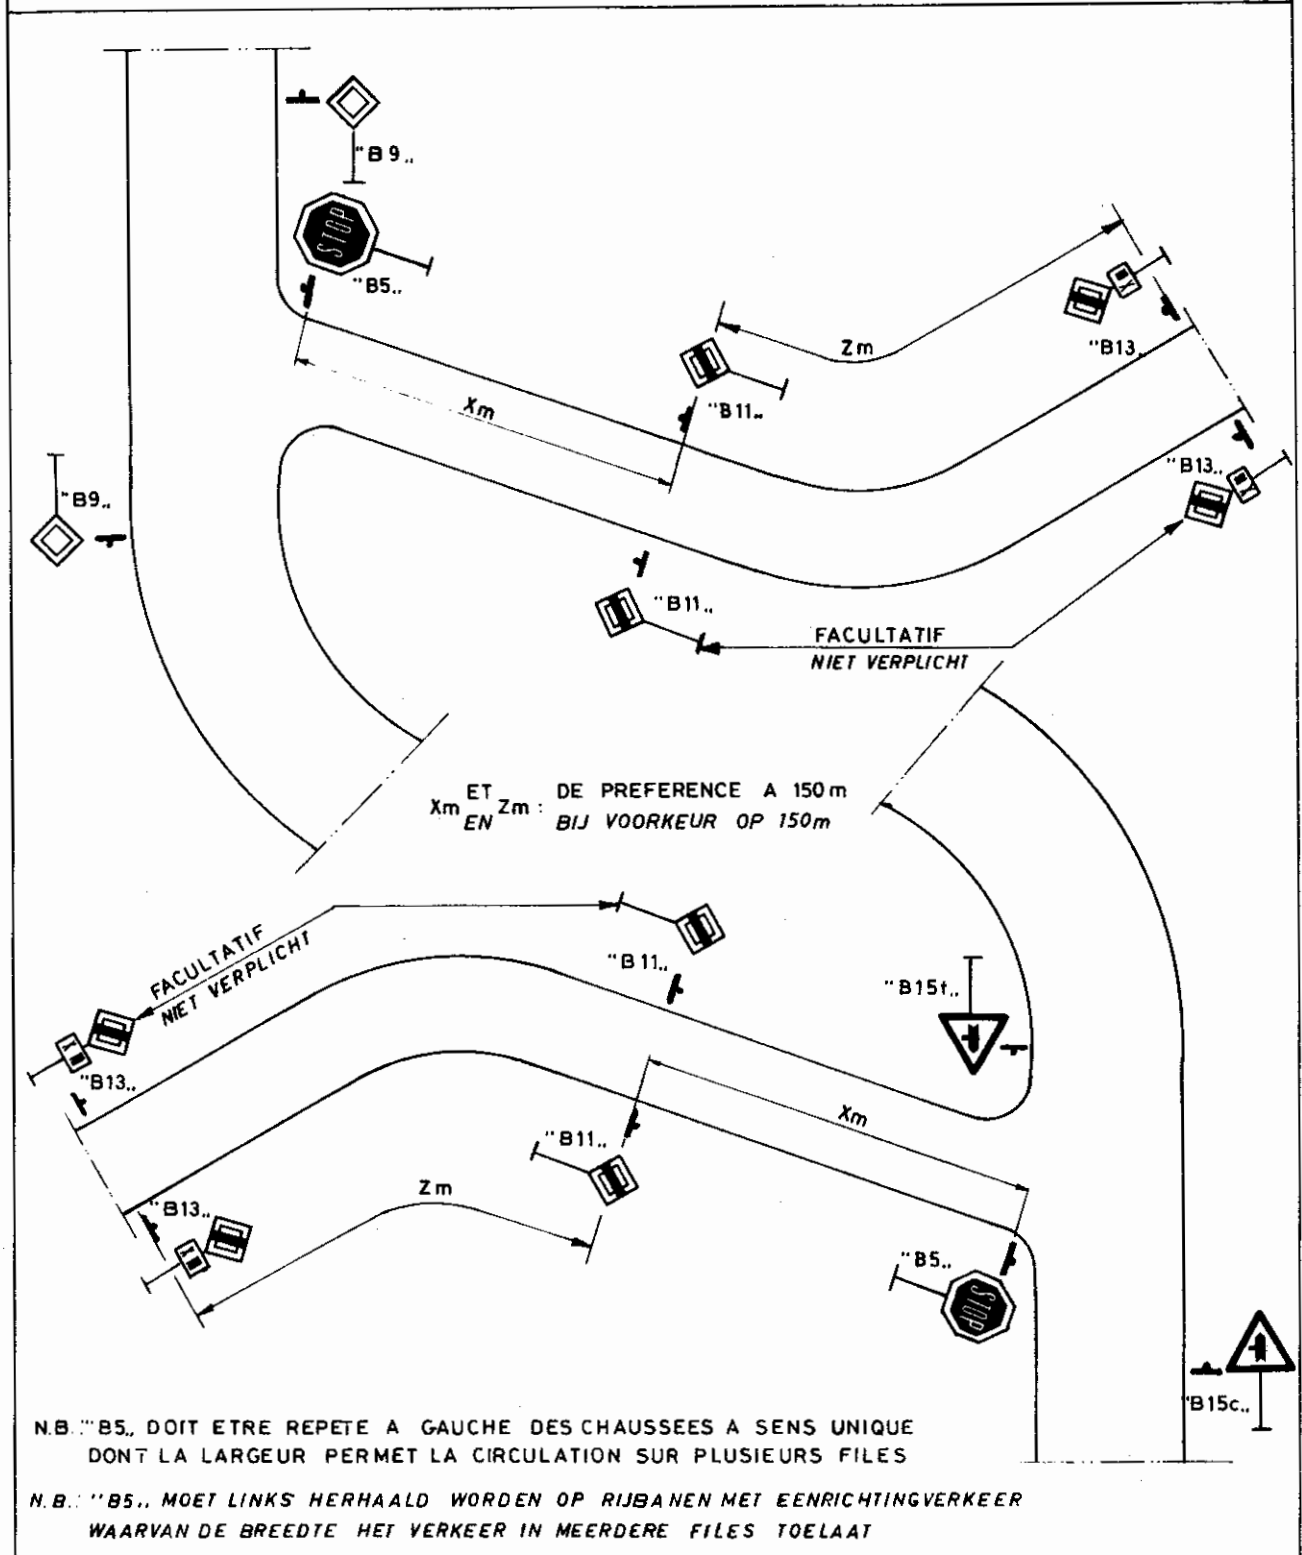 "B9„
STOP
"B5„
Zm
"B13„
"B11„
Xm
"B9„
"B13„
"B11„
FACULTATIF
NIET VERPLICHT
Xm ET Zm : DE PREFERENCE A 150m
EN BIJ VOORKEUR OP 150m
FACULTATIF
NIET VERPLICHT
"B11„
"B15f„
"B13„
Xm
"B11„
Zm
"B13„
"B5„
STOP
"B15c„
N.B.:"B5„ DOIT ETRE REPETE A GAUCHE DES CHAUSSEES A SENS UNIQUE
DONT LA LARGEUR PERMET LA CIRCULATION SUR PLUSIEURS FILES
N.B.:"B5„ MOET LINKS HERHAALD WORDEN OP RIJBANEN MET EENRICHTINGVERKEER
WAARVAN DE BREEDTE HET VERKEER IN MEERDERE FILES TOELAAT